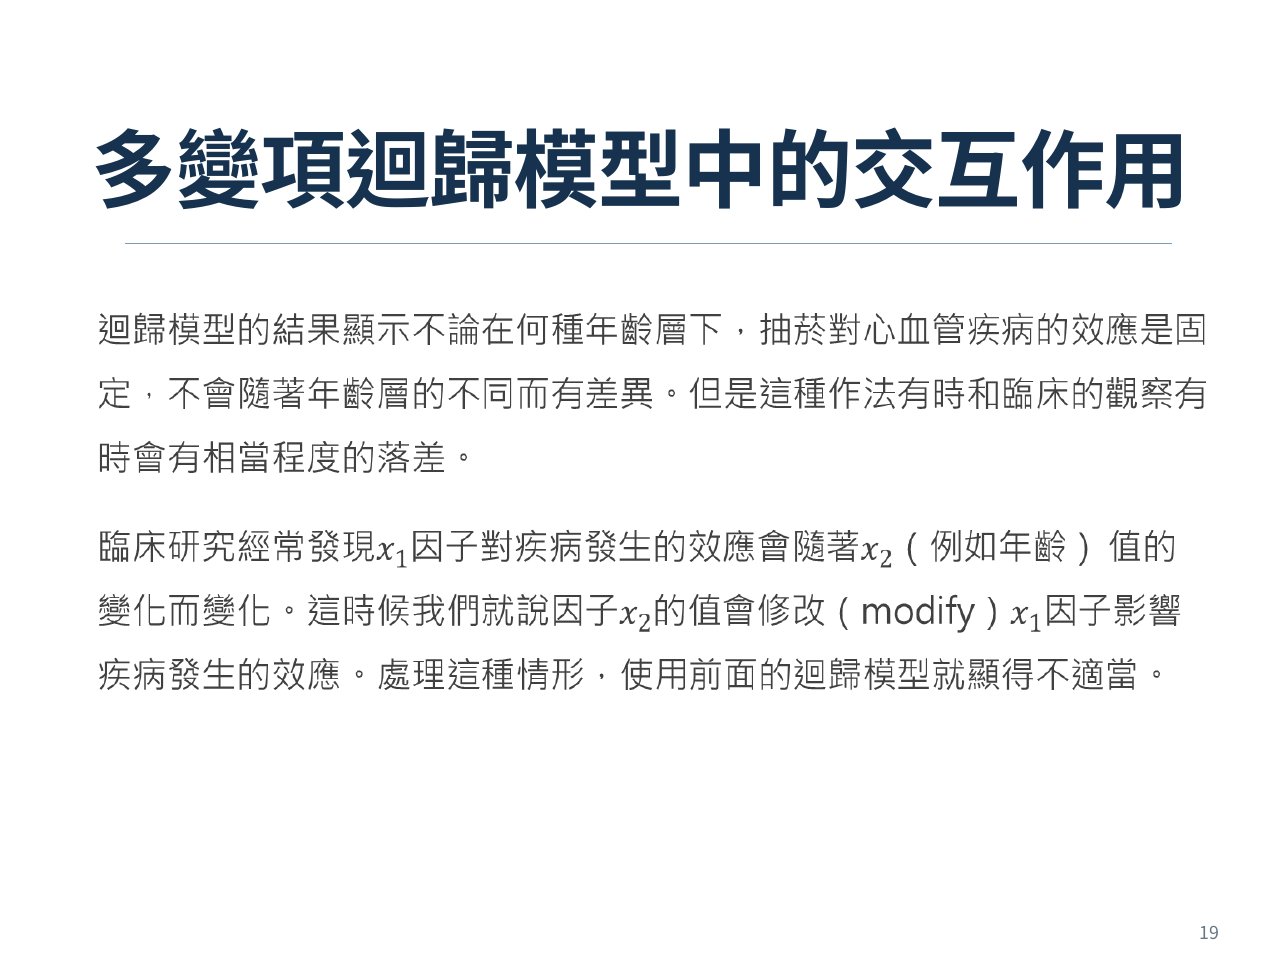 多變項迴歸模型中的交互作用
迴歸模型的結果顯示不論在何種年齡層下，抽菸對心血管疾病的效應是固
定，不會隨著年齡層的不同而有差異。但是這種作法有時和臨床的觀察有
時會有相當程度的落差。
臨床研究經常發現x₁因子對疾病發生的效應會隨著x₂（例如年齡） 值的
變化而變化。這時候我們就說因子x₂的值會修改（modify）x₁因子影響
疾病發生的效應。處理這種情形，使用前面的迴歸模型就顯得不適當。
19